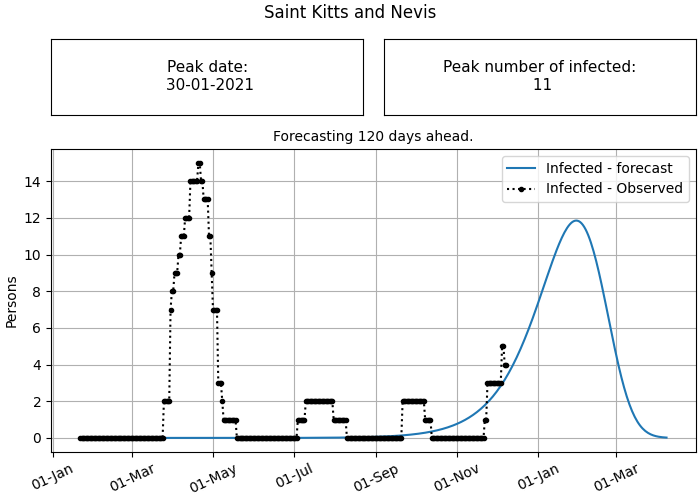 Saint Kitts and Nevis
Peak date:
30-01-2021
Peak number of infected:
11
Forecasting 120 days ahead.
Infected - forecast
Infected - Observed
Persons
14
12
10
8
6
4
2
0
01-Jan
01-Mar
01-May
01-Jul
01-Sep
01-Nov
01-Jan
01-Mar